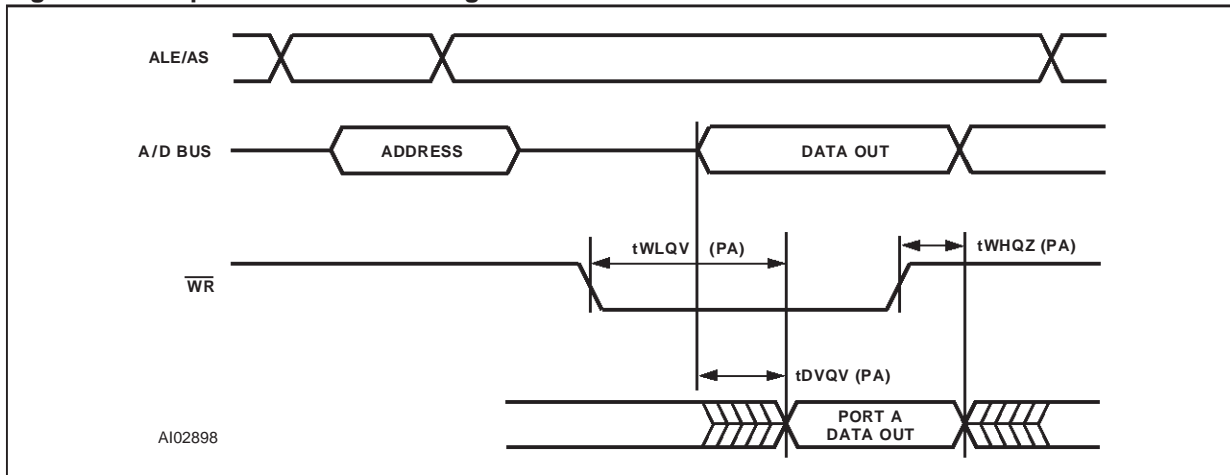 ALE/AS
A/D BUS
ADDRESS
DATA OUT
tWLQV (PA)
tWHQZ (PA)
WR
tDVQV (PA)
PORT A
DATA OUT
AI02898